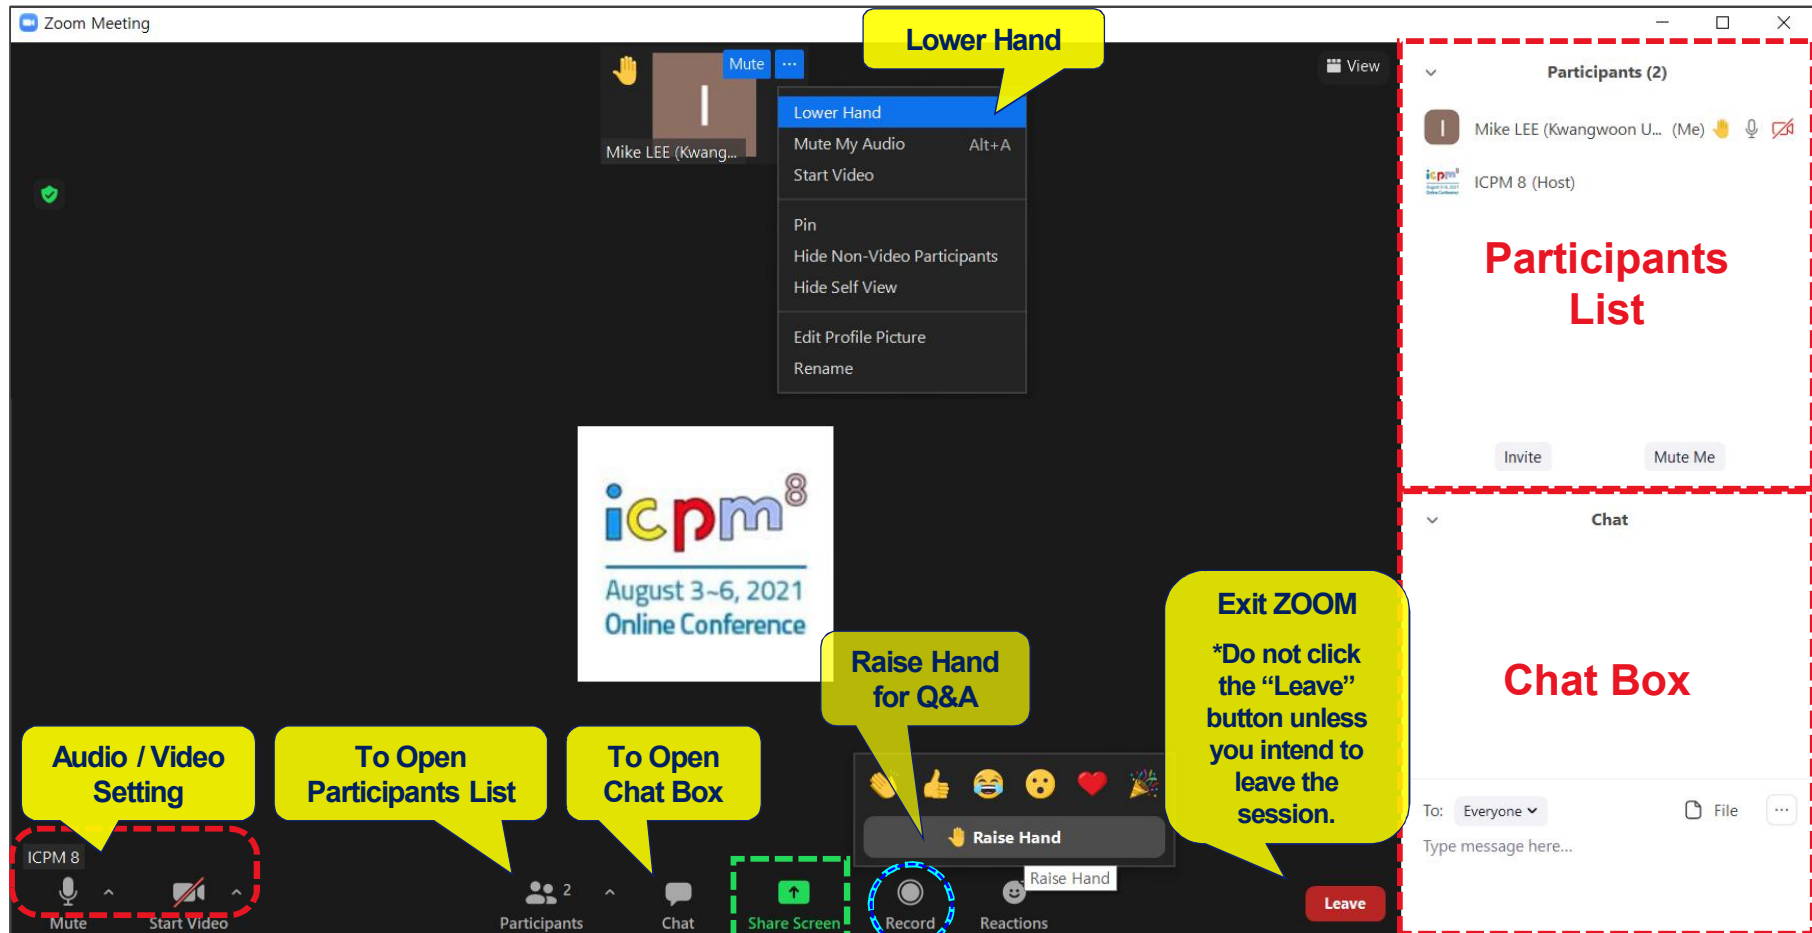 Zoom Meeting
Lower Hand
Mute ...
View
Mike LEE (Kwang...
Lower Hand
Mute My Audio Alt+A
Start Video
Pin
Hide Non-Video Participants
Hide Self View
Edit Profile Picture
Rename
Participants (2)
I Mike LEE (Kwangwoon U... (Me)
icpm8 ICPM 8 (Host)
Participants
List
Invite Mute Me
I
icpm8
August 3~6, 2021
Online Conference
Chat
Chat Box
Raise Hand
for Q&A
Exit ZOOM
*Do not click
the “Leave”
button unless
you intend to
leave the
session.
Audio / Video
Setting
To Open
Participants List
To Open
Chat Box
Raise Hand
Raise Hand
To: Everyone File ...
Type message here...
ICPM 8
2
Mute Start Video Participants Chat Share Screen Record Reactions
Leave